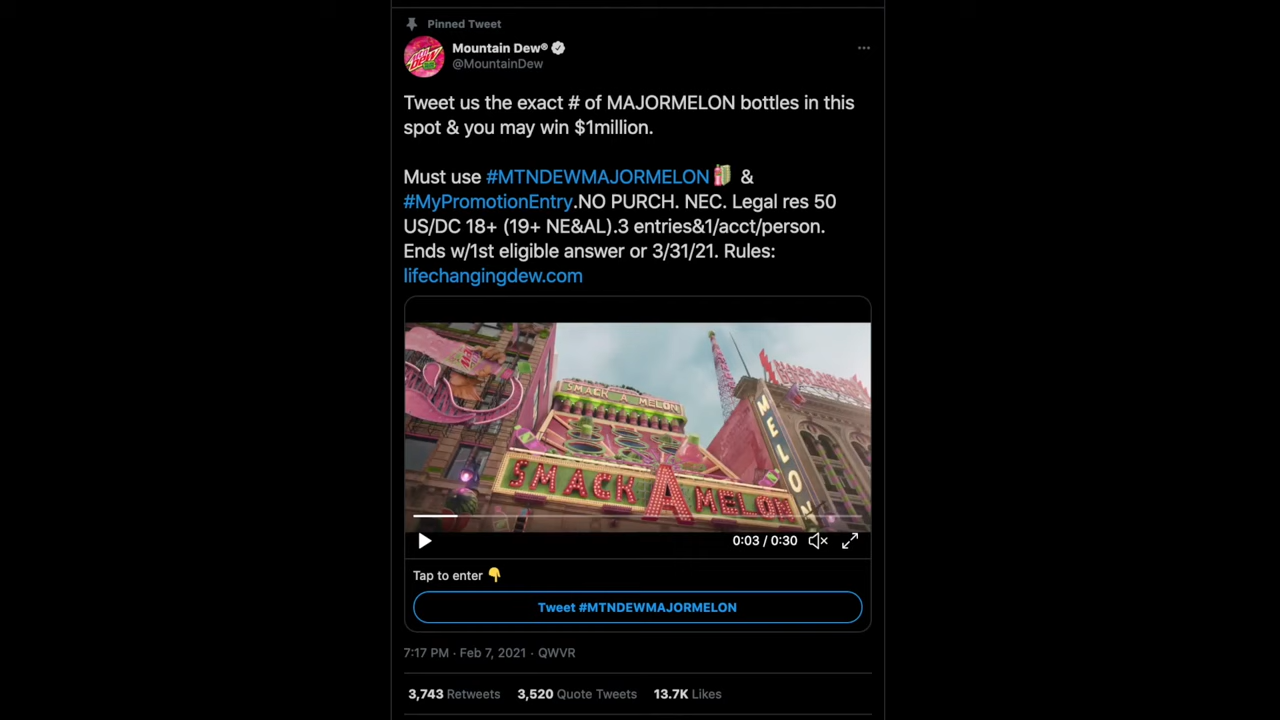 Pinned Tweet
Mountain Dew®
@MountainDew
Tweet us the exact # of MAJORMELON bottles in this
spot & you may win $1million.
Must use #MTNDEWMAJORMELON &
#MyPromotionEntry.NO PURCH. NEC. Legal res 50
US/DC 18+ (19+ NE&AL).3 entries&1/acct/person.
Ends w/1st eligible answer or 3/31/21. Rules:
lifechangingdew.com
SMACK A MELON
MELON
SMACK A MELON
0:03 / 0:30
Tap to enter 👇
Tweet #MTNDEWMAJORMELON
7:17 PM · Feb 7, 2021 · QWVR
3,743 Retweets 3,520 Quote Tweets 13.7K Likes